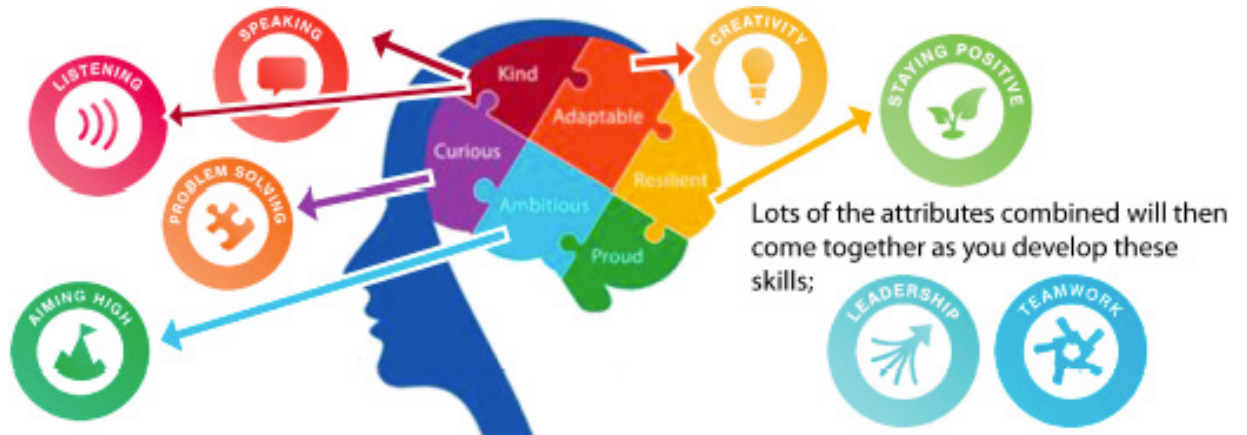 SPEAKING
CREATIVITY
LISTENING
STAYING POSITIVE
Kind
Adaptable
Curious
Resilient
PROBLEM SOLVING
Ambitious
Proud
AIMING HIGH
Lots of the attributes combined will then
come together as you develop these
skills;
LEADERSHIP
TEAMWORK